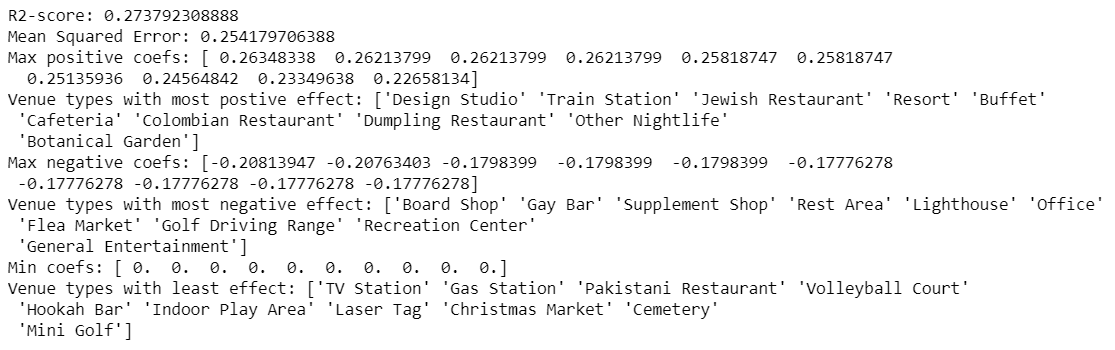 R2-score: 0.273792308888
Mean Squared Error: 0.254179706388
Max positive coefs: [ 0.26348338  0.26213799  0.26213799  0.26213799  0.25818747  0.25818747
  0.25135936  0.24564842  0.23349638  0.22658134]
Venue types with most postive effect: ['Design Studio' 'Train Station' 'Jewish Restaurant' 'Resort' 'Buffet'
 'Cafeteria' 'Colombian Restaurant' 'Dumpling Restaurant' 'Other Nightlife'
 'Botanical Garden']
Max negative coefs: [-0.20813947 -0.20763403 -0.1798399  -0.1798399  -0.1798399  -0.17776278
 -0.17776278 -0.17776278 -0.17776278 -0.17776278]
Venue types with most negative effect: ['Board Shop' 'Gay Bar' 'Supplement Shop' 'Rest Area' 'Lighthouse' 'Office'
 'Flea Market' 'Golf Driving Range' 'Recreation Center'
 'General Entertainment']
Min coefs: [ 0.  0.  0.  0.  0.  0.  0.  0.  0.  0.]
Venue types with least effect: ['TV Station' 'Gas Station' 'Pakistani Restaurant' 'Volleyball Court'
 'Hookah Bar' 'Indoor Play Area' 'Laser Tag' 'Christmas Market' 'Cemetery'
 'Mini Golf']